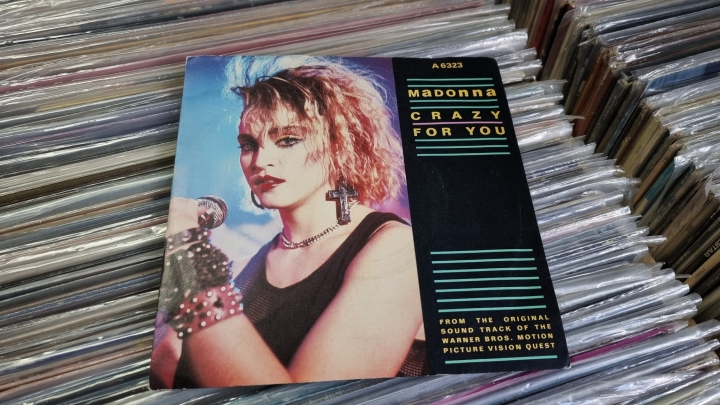 A 6323
Madonna
CRAZY
FOR YOU
FROM THE ORIGINAL
SOUND TRACK OF THE
WARNER BROS. MOTION
PICTURE VISION QUEST